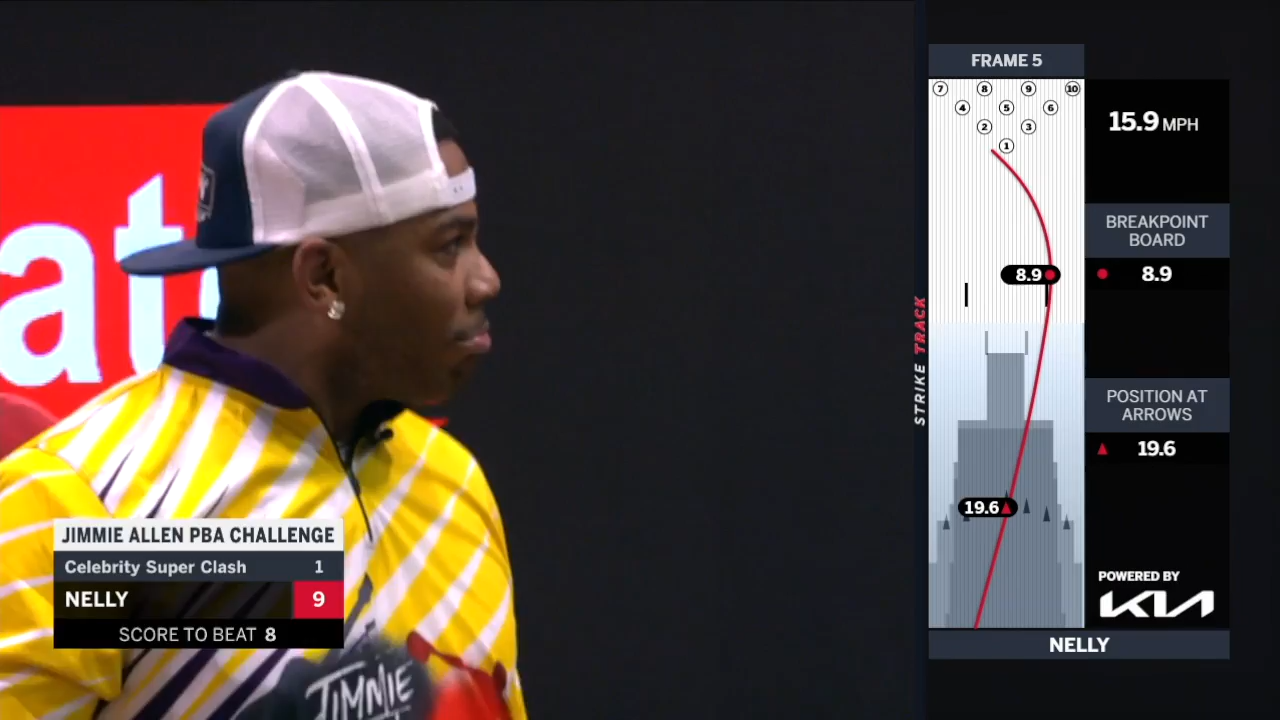 at
JIMMIE ALLEN PBA CHALLENGE
Celebrity Super Clash 1
NELLY 9
SCORE TO BEAT 8
JIMMIE
STRIKE TRACK
FRAME 5
7 8 9 10
4 5 6
2 3
1
8.9
19.6
15.9 MPH
BREAKPOINT
BOARD
8.9
POSITION AT
ARROWS
19.6
POWERED BY
KIA
NELLY